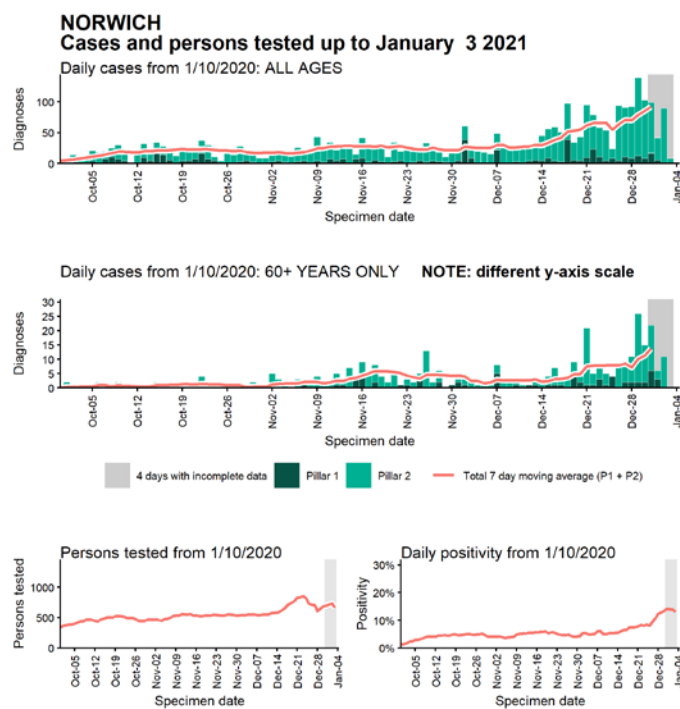 NORWICH
Cases and persons tested up to January 3 2021
Daily cases from 1/10/2020: ALL AGES
Diagnoses
100
50
0
Oct-05
Oct-12
Oct-19
Oct-26
Nov-02
Nov-09
Nov-16
Nov-23
Nov-30
Dec-07
Dec-14
Dec-21
Dec-28
Jan-04
Specimen date
Daily cases from 1/10/2020: 60+ YEARS ONLY NOTE: different y-axis scale
Diagnoses
30
25
20
15
10
5
0
Oct-05
Oct-12
Oct-19
Oct-26
Nov-02
Nov-09
Nov-16
Nov-23
Nov-30
Dec-07
Dec-14
Dec-21
Dec-28
Jan-04
Specimen date
4 days with incomplete data Pillar 1 Pillar 2 Total 7 day moving average (P1 + P2)
Persons tested from 1/10/2020
Persons tested
1000
500
0
Oct-05
Oct-12
Oct-19
Oct-26
Nov-02
Nov-09
Nov-16
Nov-23
Nov-30
Dec-07
Dec-14
Dec-21
Dec-28
Jan-04
Specimen date
Daily positivity from 1/10/2020
Positivity
30%
20%
10%
0%
Oct-05
Oct-12
Oct-19
Oct-26
Nov-02
Nov-09
Nov-16
Nov-23
Nov-30
Dec-07
Dec-14
Dec-21
Dec-28
Jan-04
Specimen date